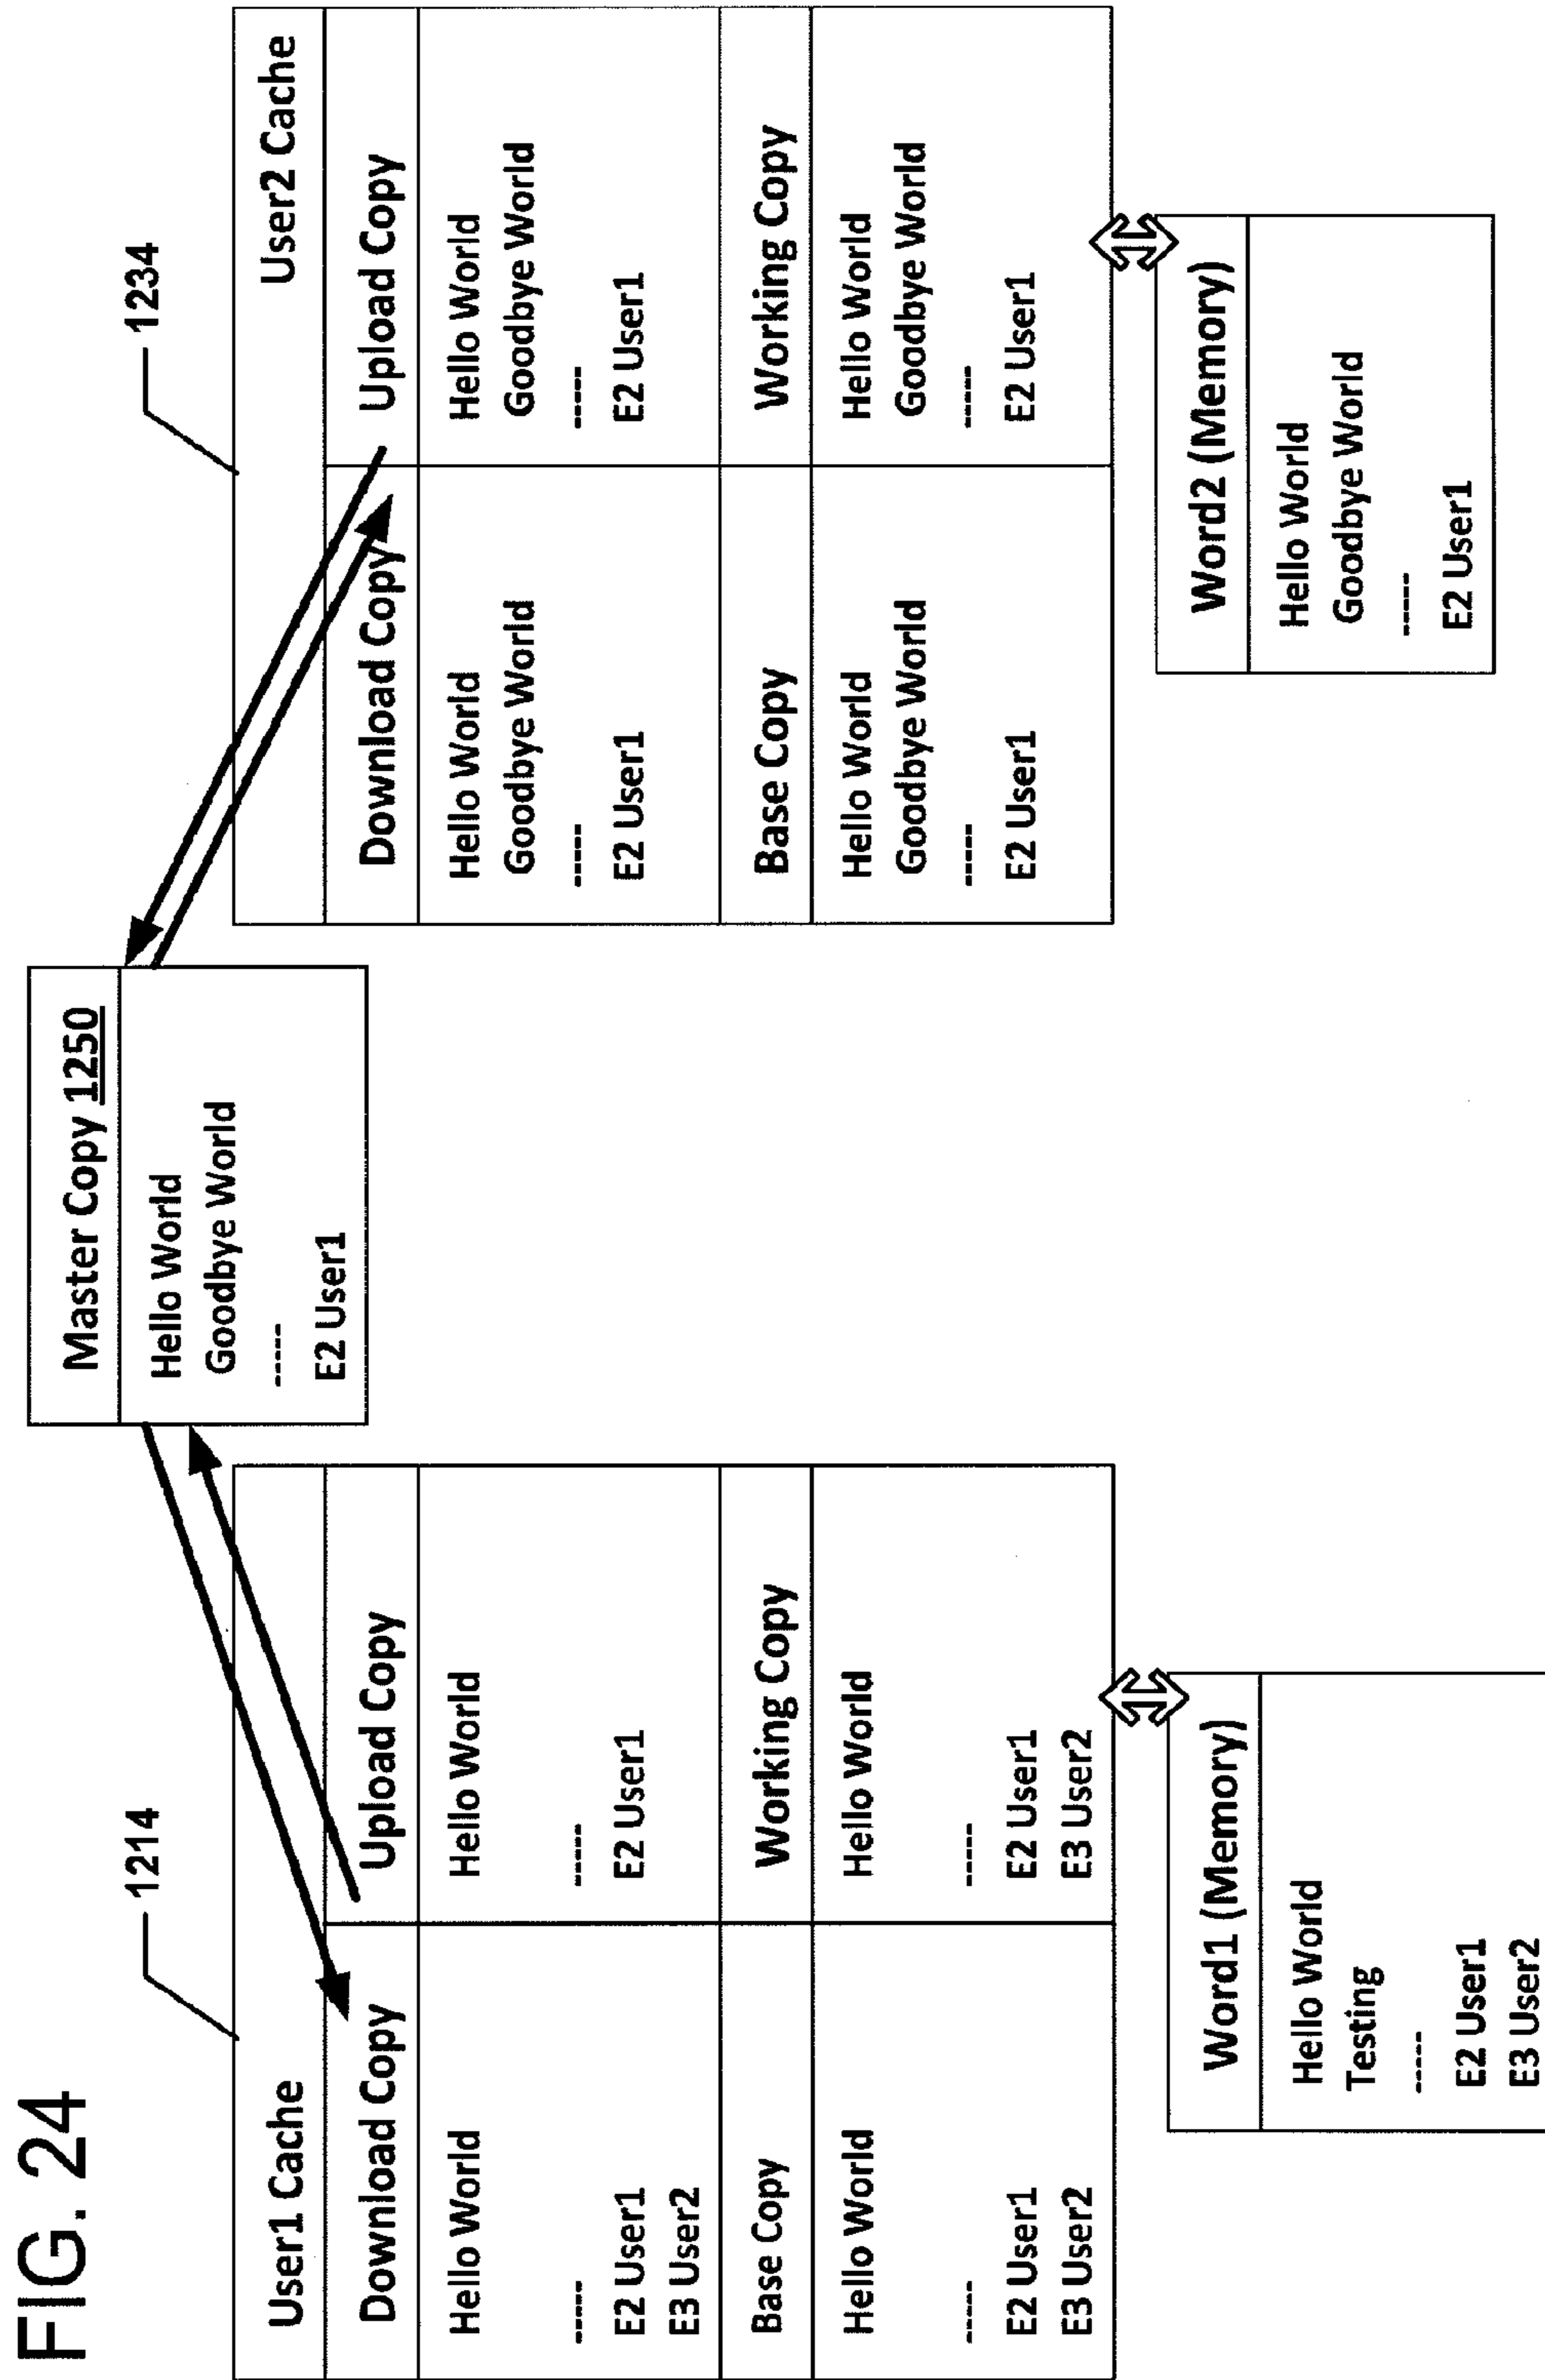 FIG. 24
1214
1234
Master Copy 1250
Hello World
Goodbye World
-----
E2 User1
User1 Cache
Download Copy
Hello World
-----
E2 User1
E3 User2
Upload Copy
Hello World
-----
E2 User1
Base Copy
Hello World
-----
E2 User1
E3 User2
Working Copy
Hello World
-----
E2 User1
E3 User2
Word1 (Memory)
Hello World
Testing
-----
E2 User1
E3 User2
User2 Cache
Download Copy
Hello World
Goodbye World
-----
E2 User1
Upload Copy
Hello World
Goodbye World
-----
E2 User1
Base Copy
Hello World
Goodbye World
-----
E2 User1
Working Copy
Hello World
Goodbye World
-----
E2 User1
Word2 (Memory)
Hello World
Goodbye World
-----
E2 User1